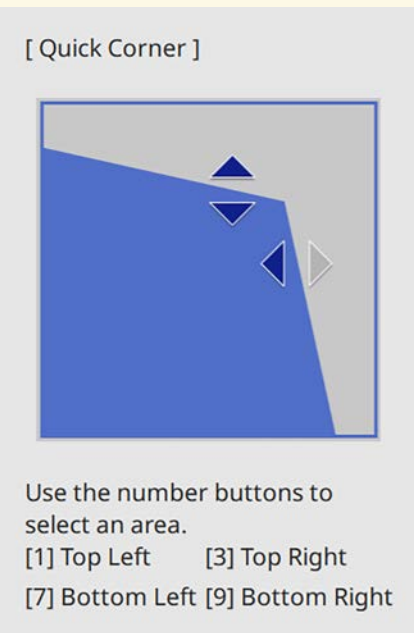 [ Quick Corner ]
Use the number buttons to
select an area.
[1] Top Left [3] Top Right
[7] Bottom Left [9] Bottom Right